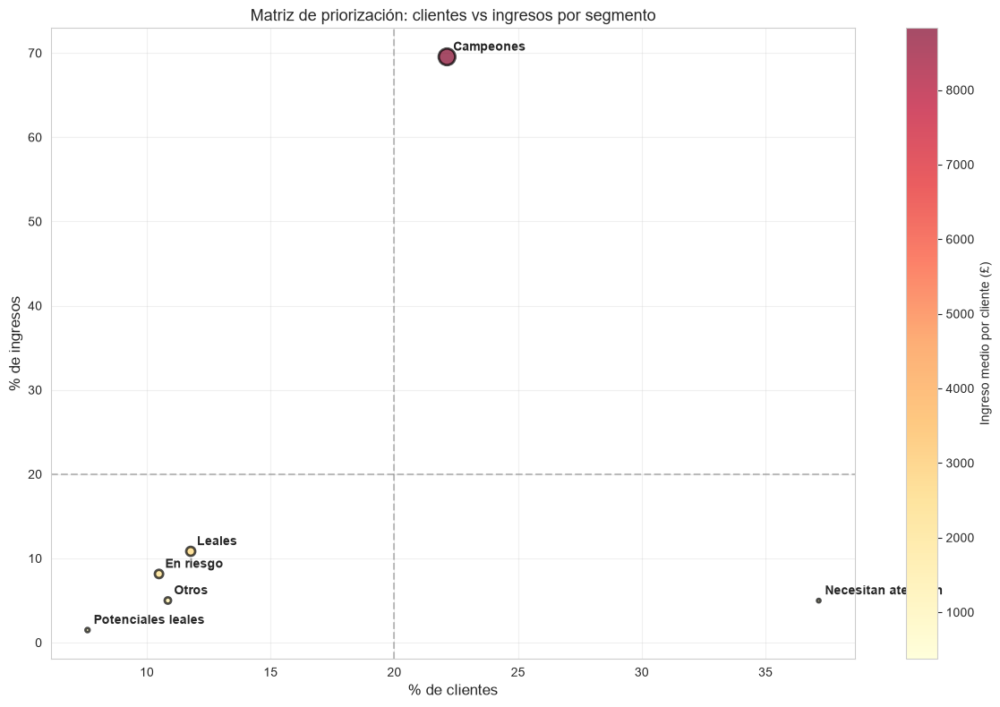 Matriz de priorización: clientes vs ingresos por segmento
Campeones
Leales
En riesgo
Otros
Potenciales leales
Necesitan ate
n
70
60
50
40
30
20
10
0
% de ingresos
10
15
20
25
30
35
% de clientes
8000
7000
6000
5000
4000
3000
2000
1000
Ingreso medio por cliente (£)